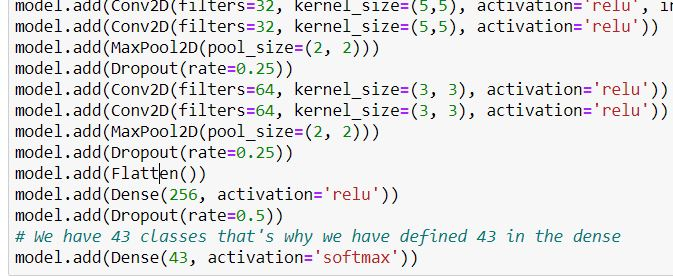 model.add(Conv2D(filters=32, kernel_size=(5,5), activation='relu',
model.add(Conv2D(filters=32, kernel_size=(5,5), activation='relu'))
model.add(MaxPool2D(pool_size=(2, 2)))
model.add(Dropout(rate=0.25))
model.add(Conv2D(filters=64, kernel_size=(3, 3), activation='relu'))
model.add(Conv2D(filters=64, kernel_size=(3, 3), activation='relu'))
model.add(MaxPool2D(pool_size=(2, 2)))
model.add(Dropout(rate=0.25))
model.add(Flatten())
model.add(Dense(256, activation='relu'))
model.add(Dropout(rate=0.5))
# We have 43 classes that's why we have defined 43 in the dense
model.add(Dense(43, activation='softmax'))